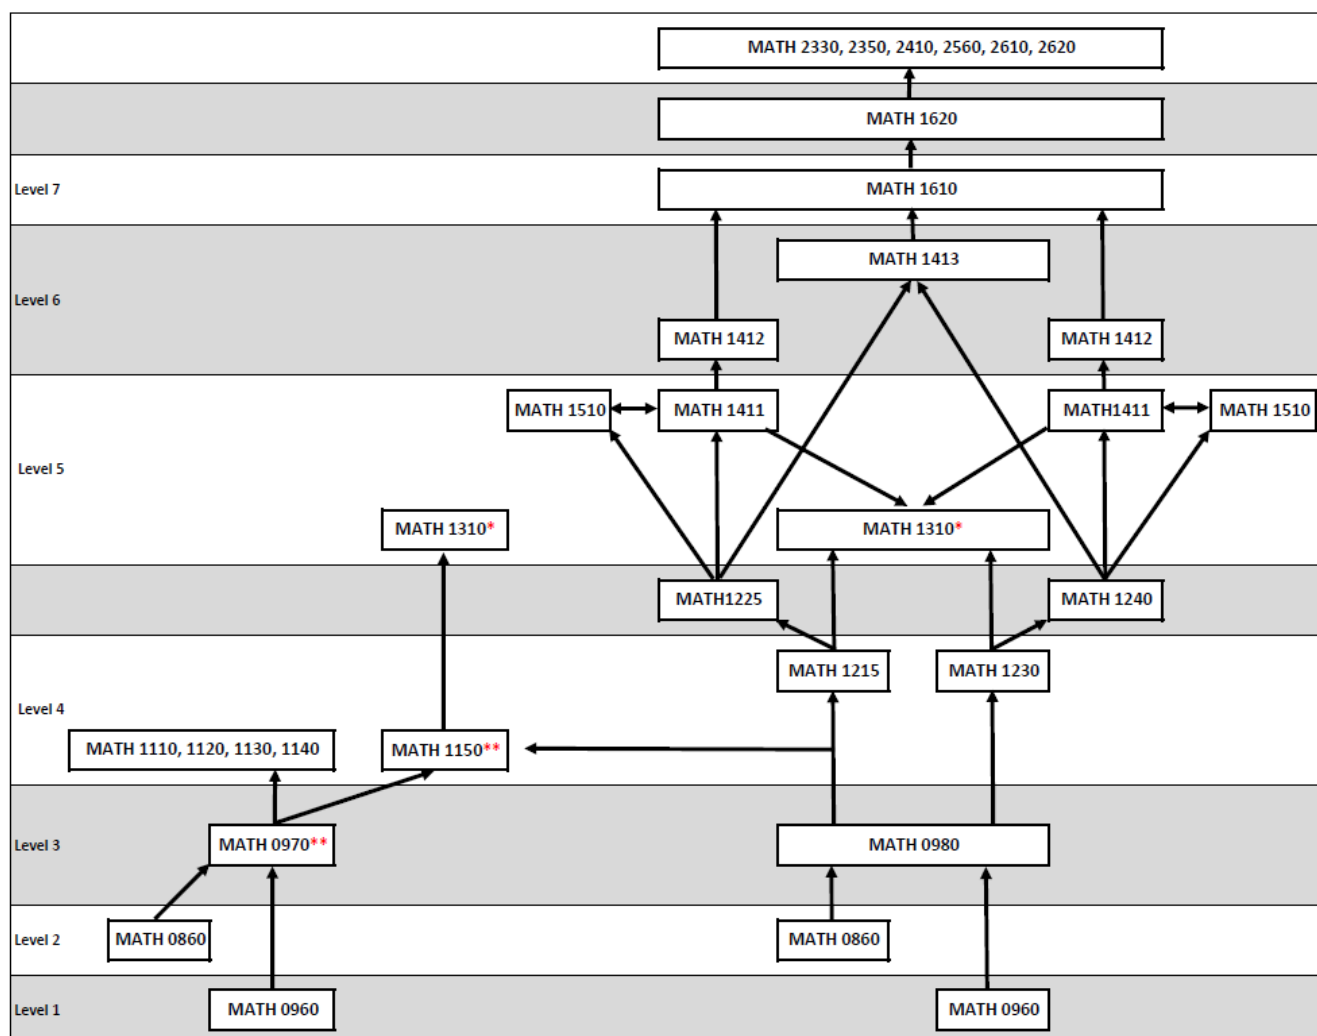 MATH 2330, 2350, 2410, 2560, 2610, 2620
MATH 1620
Level 7
MATH 1610
MATH 1413
Level 6
MATH 1412
MATH 1412
MATH 1510
MATH 1411
MATH1411
MATH 1510
Level 5
MATH 1310*
MATH 1310*
MATH1225
MATH 1240
MATH 1215
MATH 1230
Level 4
MATH 1110, 1120, 1130, 1140
MATH 1150**
Level 3
MATH 0970**
MATH 0980
Level 2
MATH 0860
MATH 0860
Level 1
MATH 0960
MATH 0960